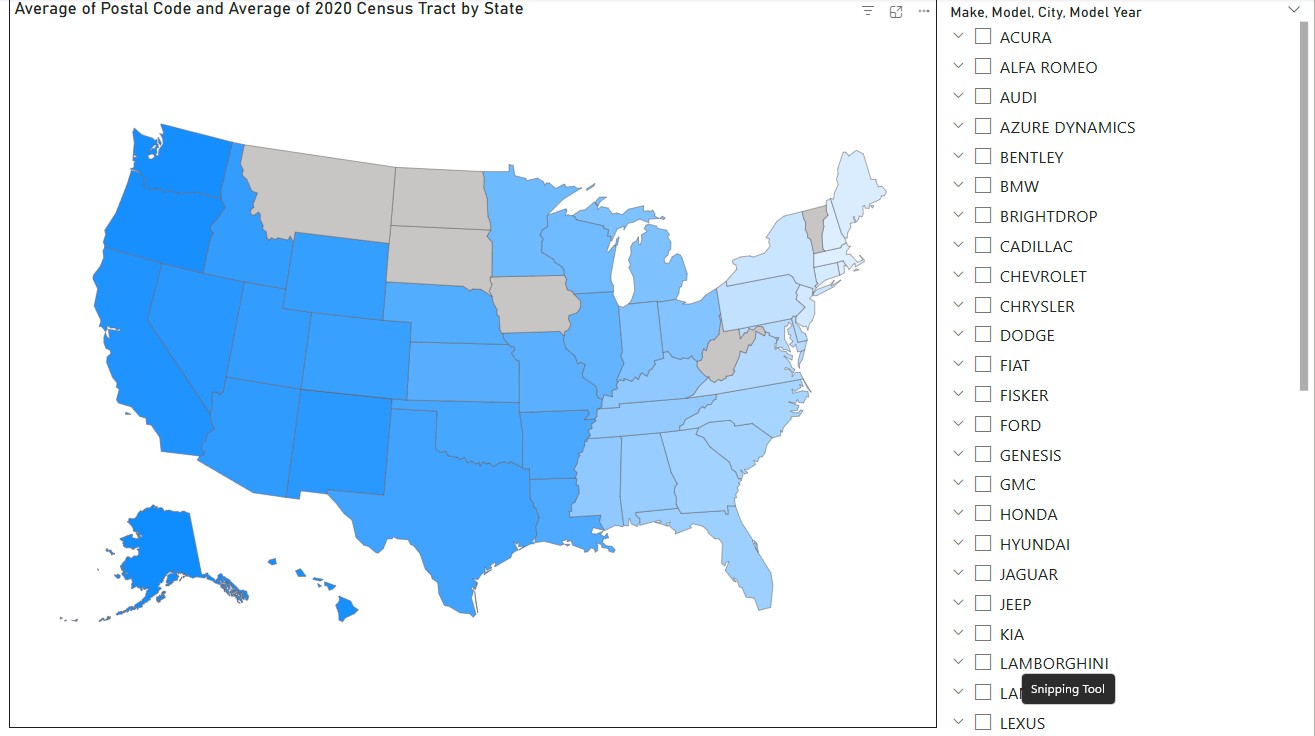 Average of Postal Code and Average of 2020 Census Tract by State
Make, Model, City, Model Year
ACURA
ALFA ROMEO
AUDI
AZURE DYNAMICS
BENTLEY
BMW
BRIGHTDROP
CADILLAC
CHEVROLET
CHRYSLER
DODGE
FIAT
FISKER
FORD
GENESIS
GMC
HONDA
HYUNDAI
JAGUAR
JEEP
KIA
LAMBORGHINI
Snipping Tool
LEXUS